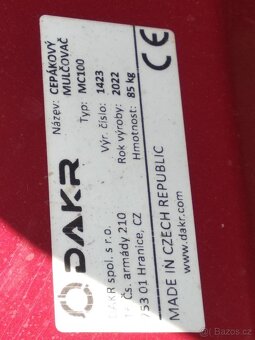 Název: CEPÁKOVÝ
MULČOVAČ
Typ: MC100
Výr. číslo: 1423
Rok výroby: 2022
Hmotnost: 85 kg
CE
DAKR
DAKR spol. s r.o.
Čs. armády 210
753 01 Hranice, CZ
MADE IN CZECH REPUBLIC
www.dakr.com
Bazoš.cz